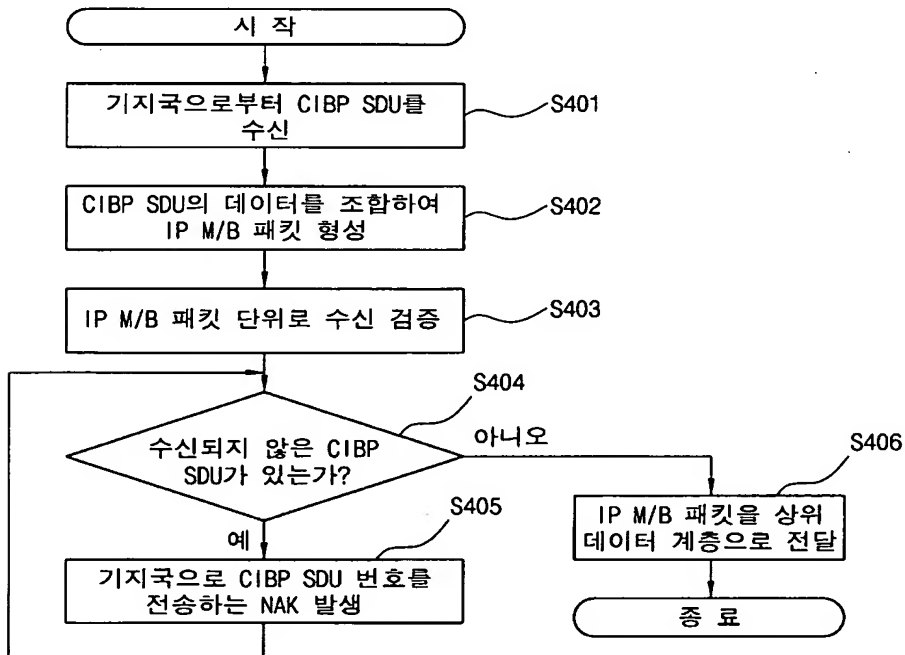 시 작
기지국으로부터 CIBP SDU를
수신
S401
CIBP SDU의 데이터를 조합하여
IP M/B 패킷 형성
S402
IP M/B 패킷 단위로 수신 검증
S403
S404
수신되지 않은 CIBP
SDU가 있는가?
아니오
S406
IP M/B 패킷을 상위
데이터 계층으로 전달
예
S405
기지국으로 CIBP SDU 번호를
전송하는 NAK 발생
종 료